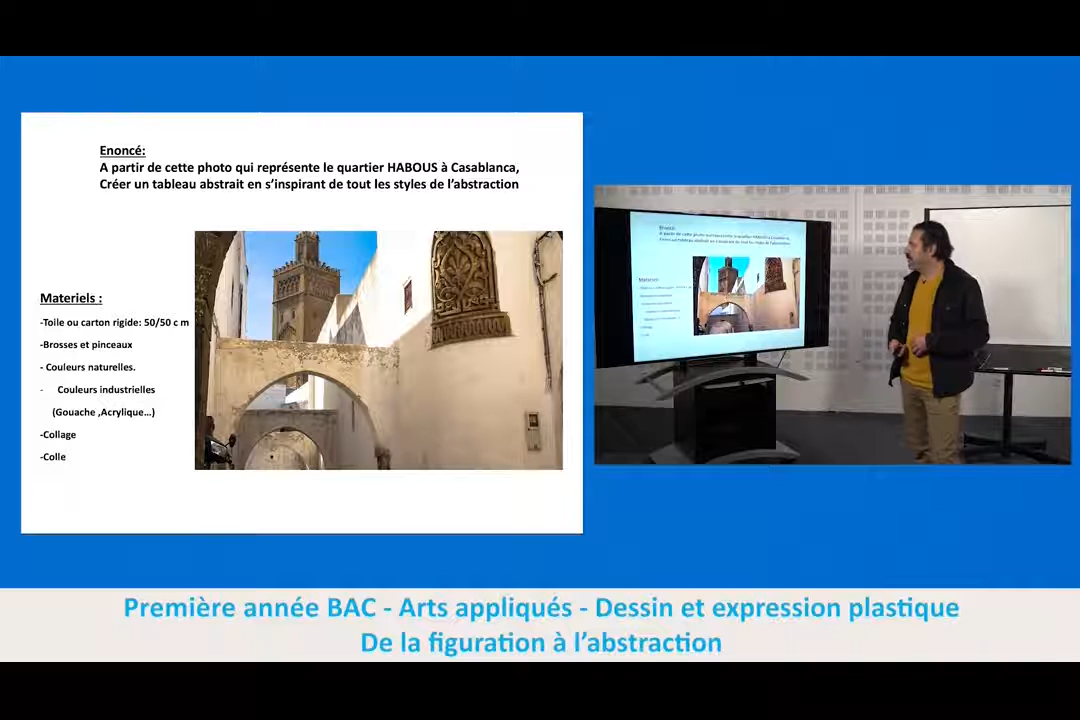 Enoncé:
A partir de cette photo qui représente le quartier HABOUS à Casablanca,
Créer un tableau abstrait en s’inspirant de tout les styles de l’abstraction
Materiels :
-Toile ou carton rigide: 50/50 c m
-Brosses et pinceaux
- Couleurs naturelles.
- Couleurs industrielles
(Gouache ,Acrylique…)
-Collage
-Colle
Première année BAC - Arts appliqués - Dessin et expression plastique
De la figuration à l’abstraction